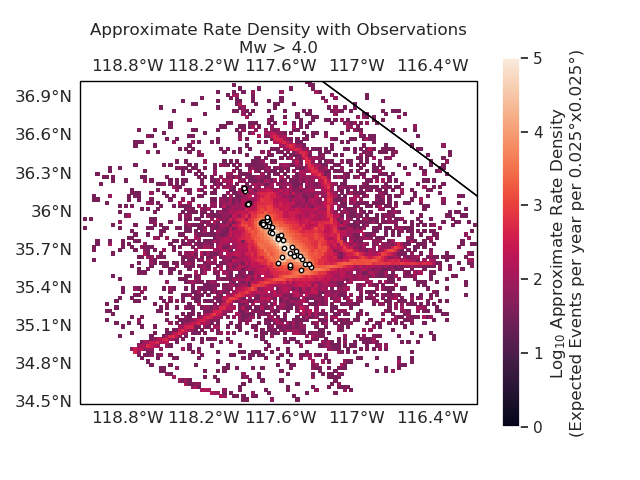 Approximate Rate Density with Observations
Mw > 4.0
118.8°W 118.2°W 117.6°W 117°W 116.4°W
36.9°N
36.6°N
36.3°N
36°N
35.7°N
35.4°N
35.1°N
34.8°N
34.5°N
118.8°W 118.2°W 117.6°W 117°W 116.4°W
5
4
3
2
1
0
Log₁₀ Approximate Rate Density
(Expected Events per year per 0.025°x0.025°)